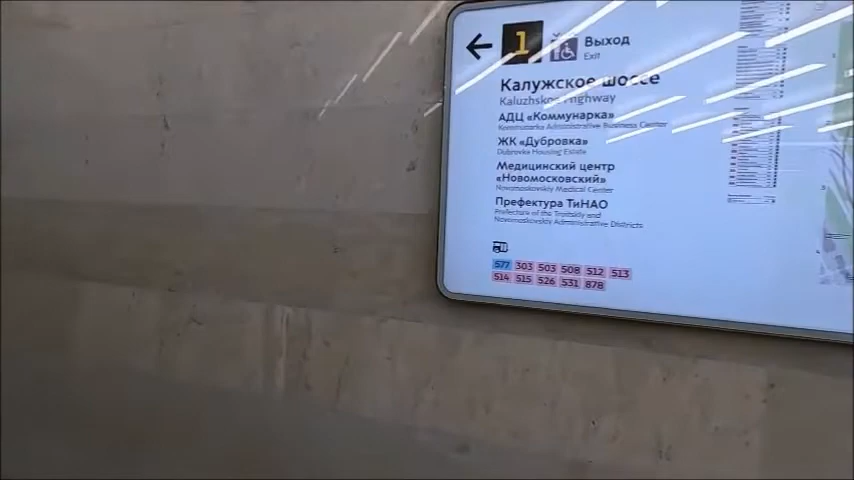 1 Выход
Exit
Калужское шоссе
Kaluzhskoe Highway
АДЦ «Коммунарка»
Kommunarka Administrative Business Center
ЖК «Дубровка»
Dubrovka Housing Estate
Медицинский центр
«Новомосковский»
Novomoskovskiy Medical Center
Префектура ТиНАО
Prefecture of the Troitskiy and
Novomoskovskiy Administrative Districts
577 303 503 508 512 513
514 515 526 531 878